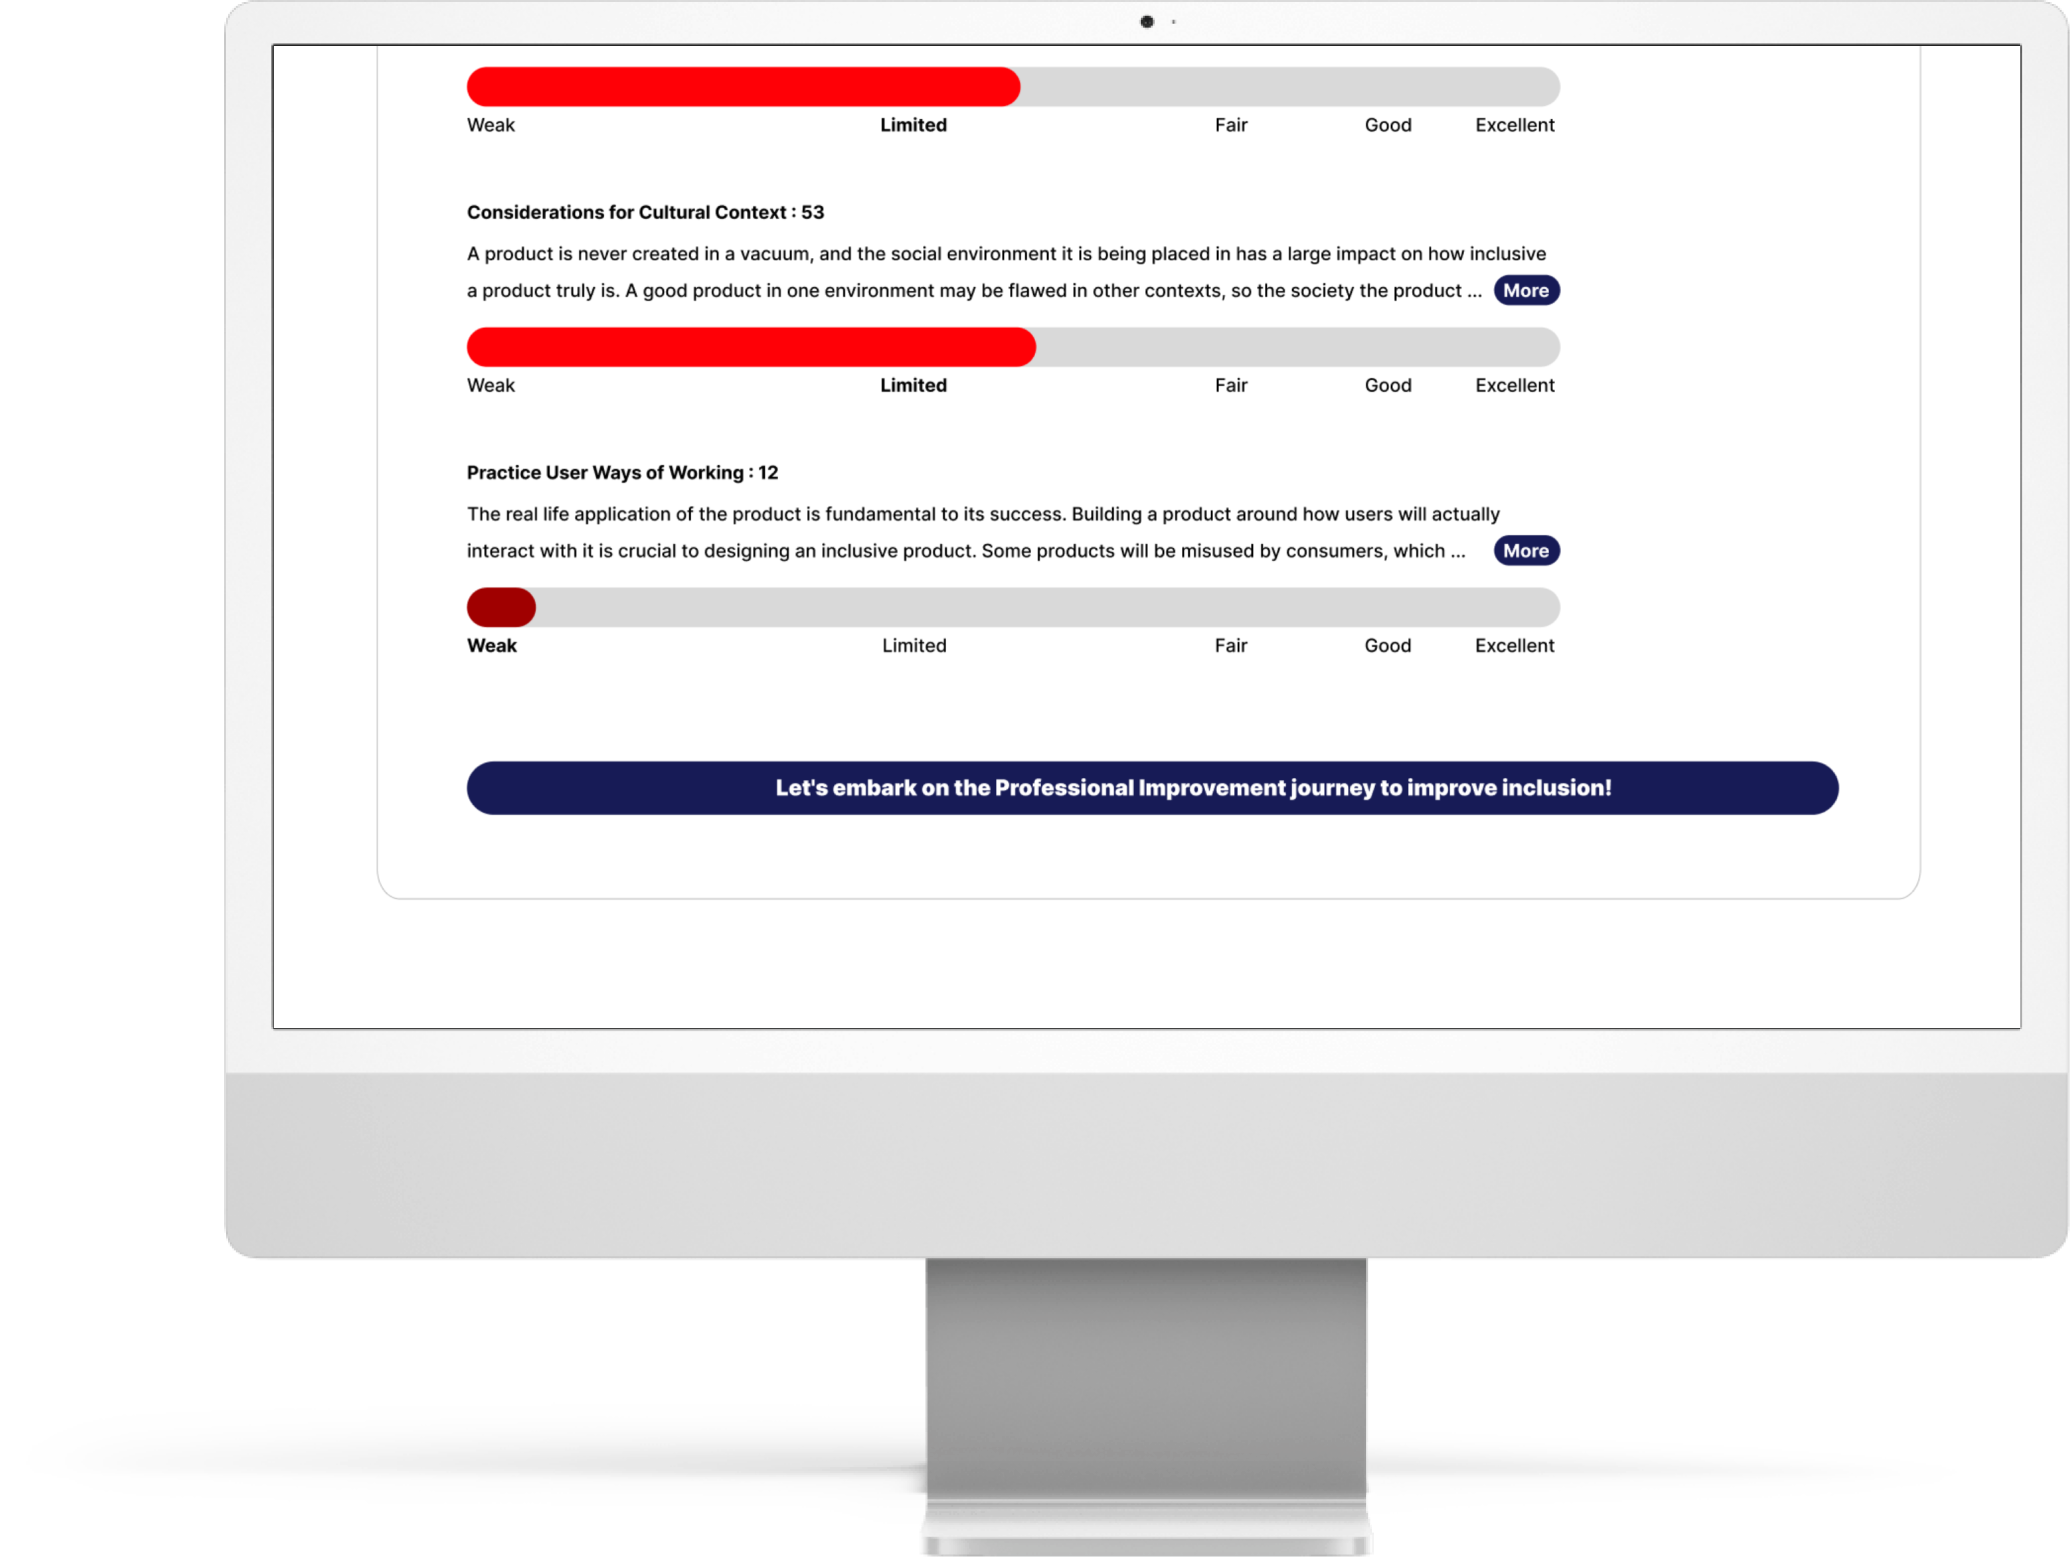 Weak Limited Fair Good Excellent
Considerations for Cultural Context : 53
A product is never created in a vacuum, and the social environment it is being placed in has a large impact on how inclusive
a product truly is. A good product in one environment may be flawed in other contexts, so the society the product ... More
Weak Limited Fair Good Excellent
Practice User Ways of Working : 12
The real life application of the product is fundamental to its success. Building a product around how users will actually
interact with it is crucial to designing an inclusive product. Some products will be misused by consumers, which ... More
Weak Limited Fair Good Excellent
Let's embark on the Professional Improvement journey to improve inclusion!